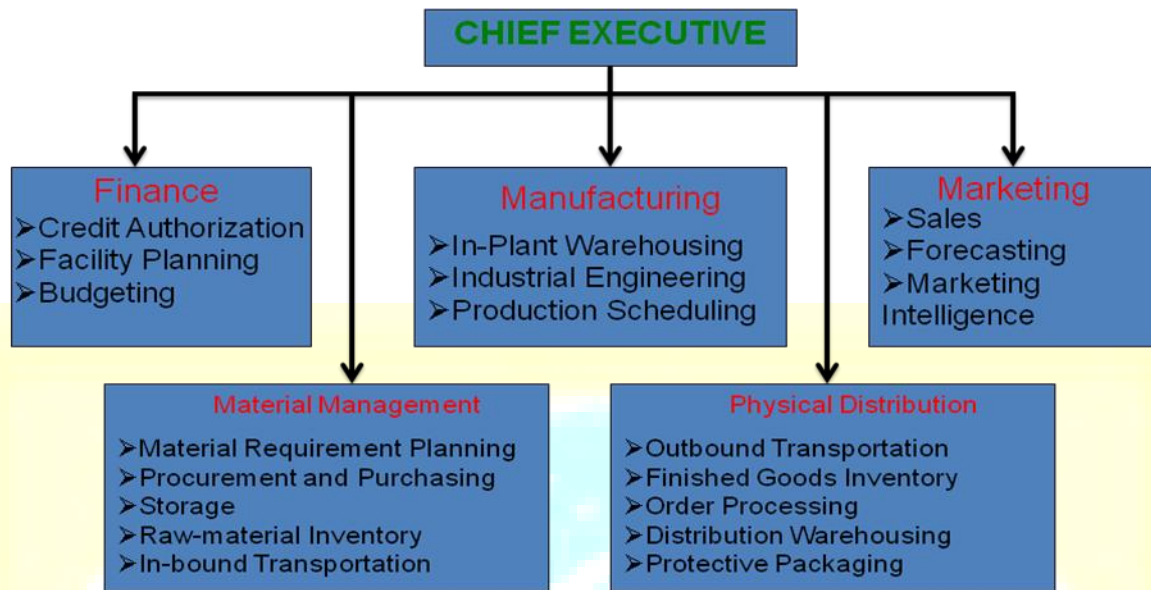 CHIEF EXECUTIVE
Finance
➢Credit Authorization
➢Facility Planning
➢Budgeting
Manufacturing
➢In-Plant Warehousing
➢Industrial Engineering
➢Production Scheduling
Marketing
➢Sales
➢Forecasting
➢Marketing
Intelligence
Material Management
➢Material Requirement Planning
➢Procurement and Purchasing
➢Storage
➢Raw-material Inventory
➢In-bound Transportation
Physical Distribution
➢Outbound Transportation
➢Finished Goods Inventory
➢Order Processing
➢Distribution Warehousing
➢Protective Packaging